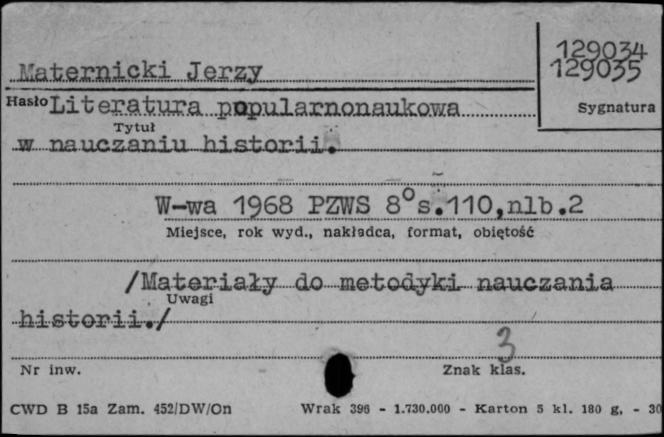 129034
129035
Maternicki Jerzy
Hasło Literatura popularnonaukowa
Sygnatura
Tytuł
w nauczaniu historii.
W-wa 1968 PZWS 8° s.110,nlb.2
Miejsce, rok wyd., nakładca, format, objętość
/Materiały do metodyki nauczania
Uwagi
historii./
3
Nr inw.
Znak klas.
CWD B 15a Zam. 452/DW/On Wrak 396 - 1.730.000 - Karton 5 kl. 180 g, - 30